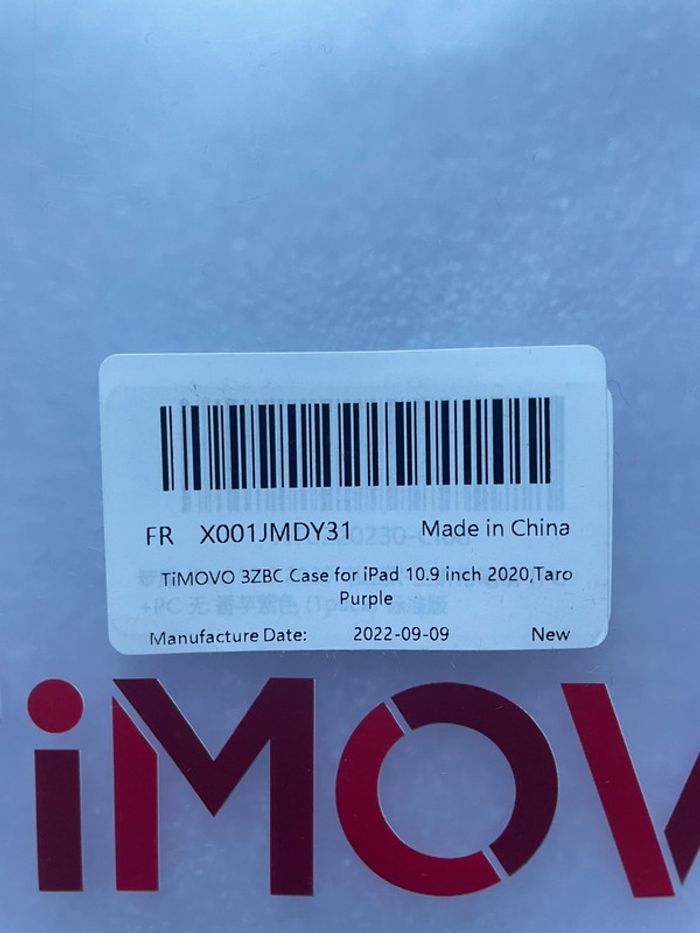 FR X001JMDY31 Made in China
TiMOVO 3ZBC Case for iPad 10.9 inch 2020,Taro
Purple
Manufacture Date: 2022-09-09 New
iMOV